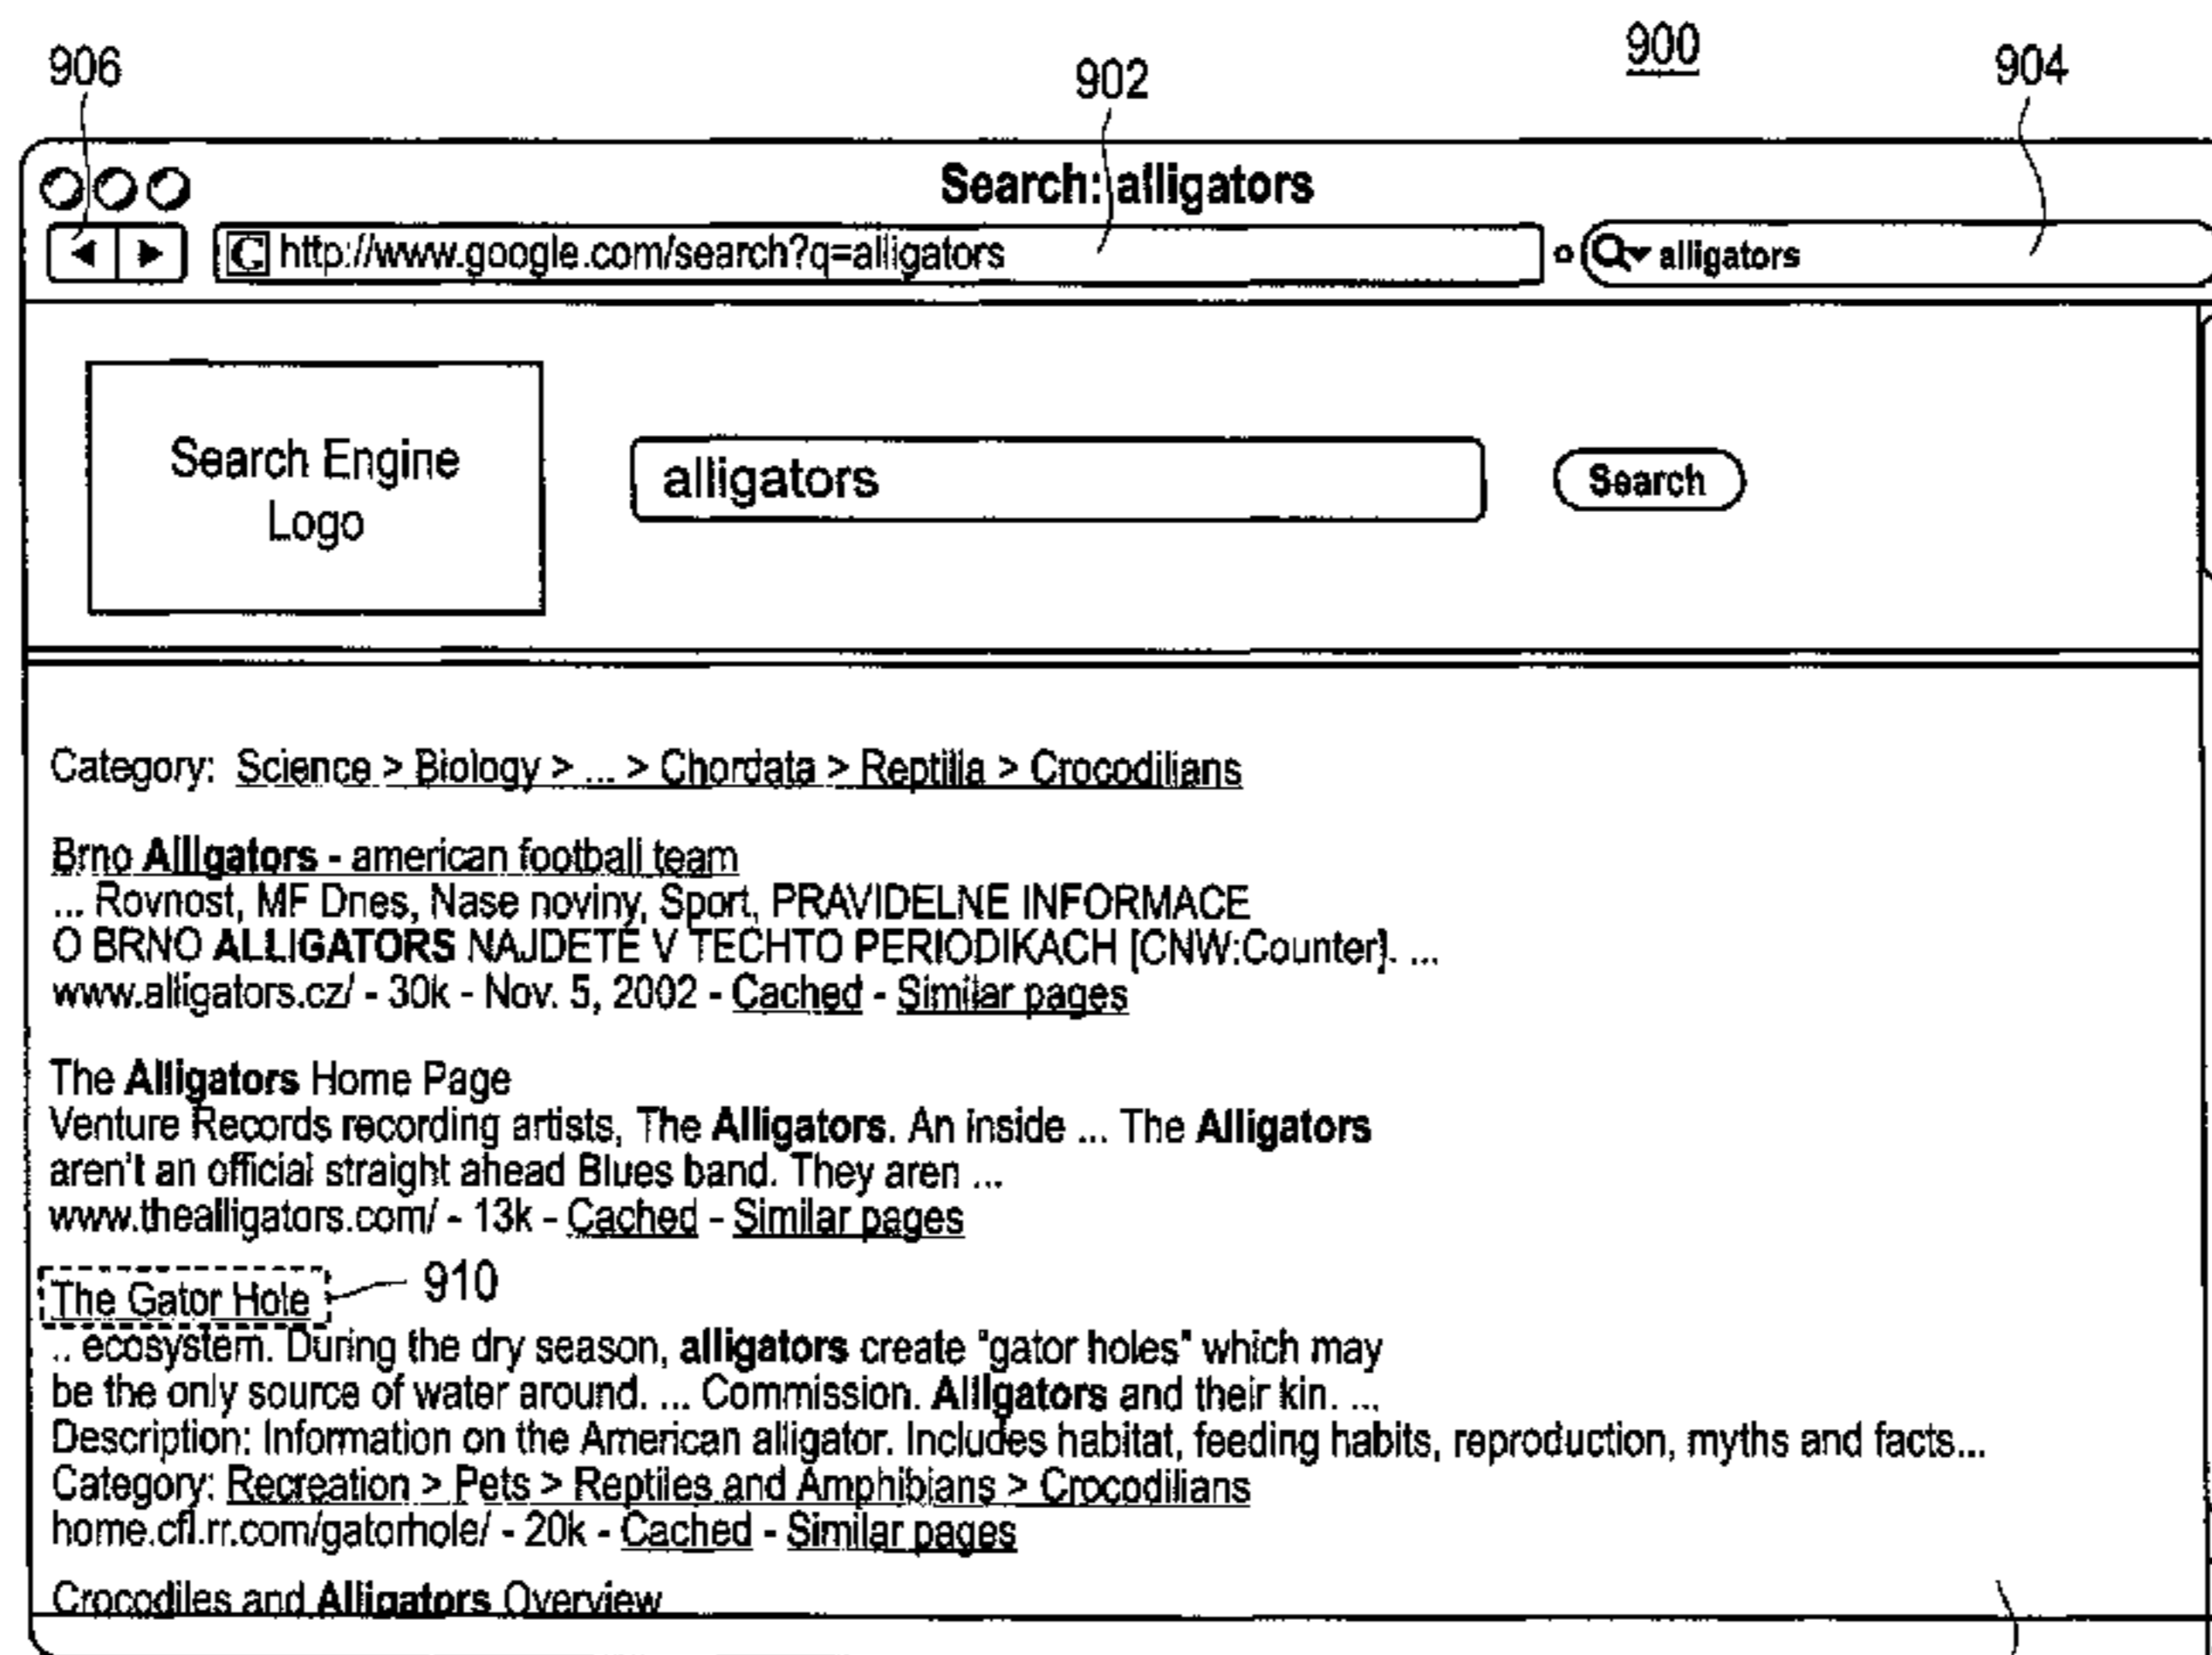 900
906
902
904
Search: alligators
G http://www.google.com/search?q=alligators
alligators
Search Engine
Logo
alligators
Search
Category: Science > Biology > ... > Chordata > Reptilia > Crocodilians
Brno Alligators - american football team
... Rovnost, MF Dnes, Nase noviny, Sport, PRAVIDELNE INFORMACE
O BRNO ALLIGATORS NAJDETE V TECHTO PERIODIKACH [CNW:Counter]. ...
www.alligators.cz/ - 30k - Nov. 5, 2002 - Cached - Similar pages
The Alligators Home Page
Venture Records recording artists, The Alligators. An inside ... The Alligators
aren't an official straight ahead Blues band. They aren ...
www.thealligators.com/ - 13k - Cached - Similar pages
The Gator Hole
910
.. ecosystem. During the dry season, alligators create "gator holes" which may
be the only source of water around. ... Commission. Alligators and their kin. ...
Description: Information on the American alligator. Includes habitat, feeding habits, reproduction, myths and facts...
Category: Recreation > Pets > Reptiles and Amphibians > Crocodilians
home.cfl.rr.com/gatorhole/ - 20k - Cached - Similar pages
Crocodiles and Alligators Overview